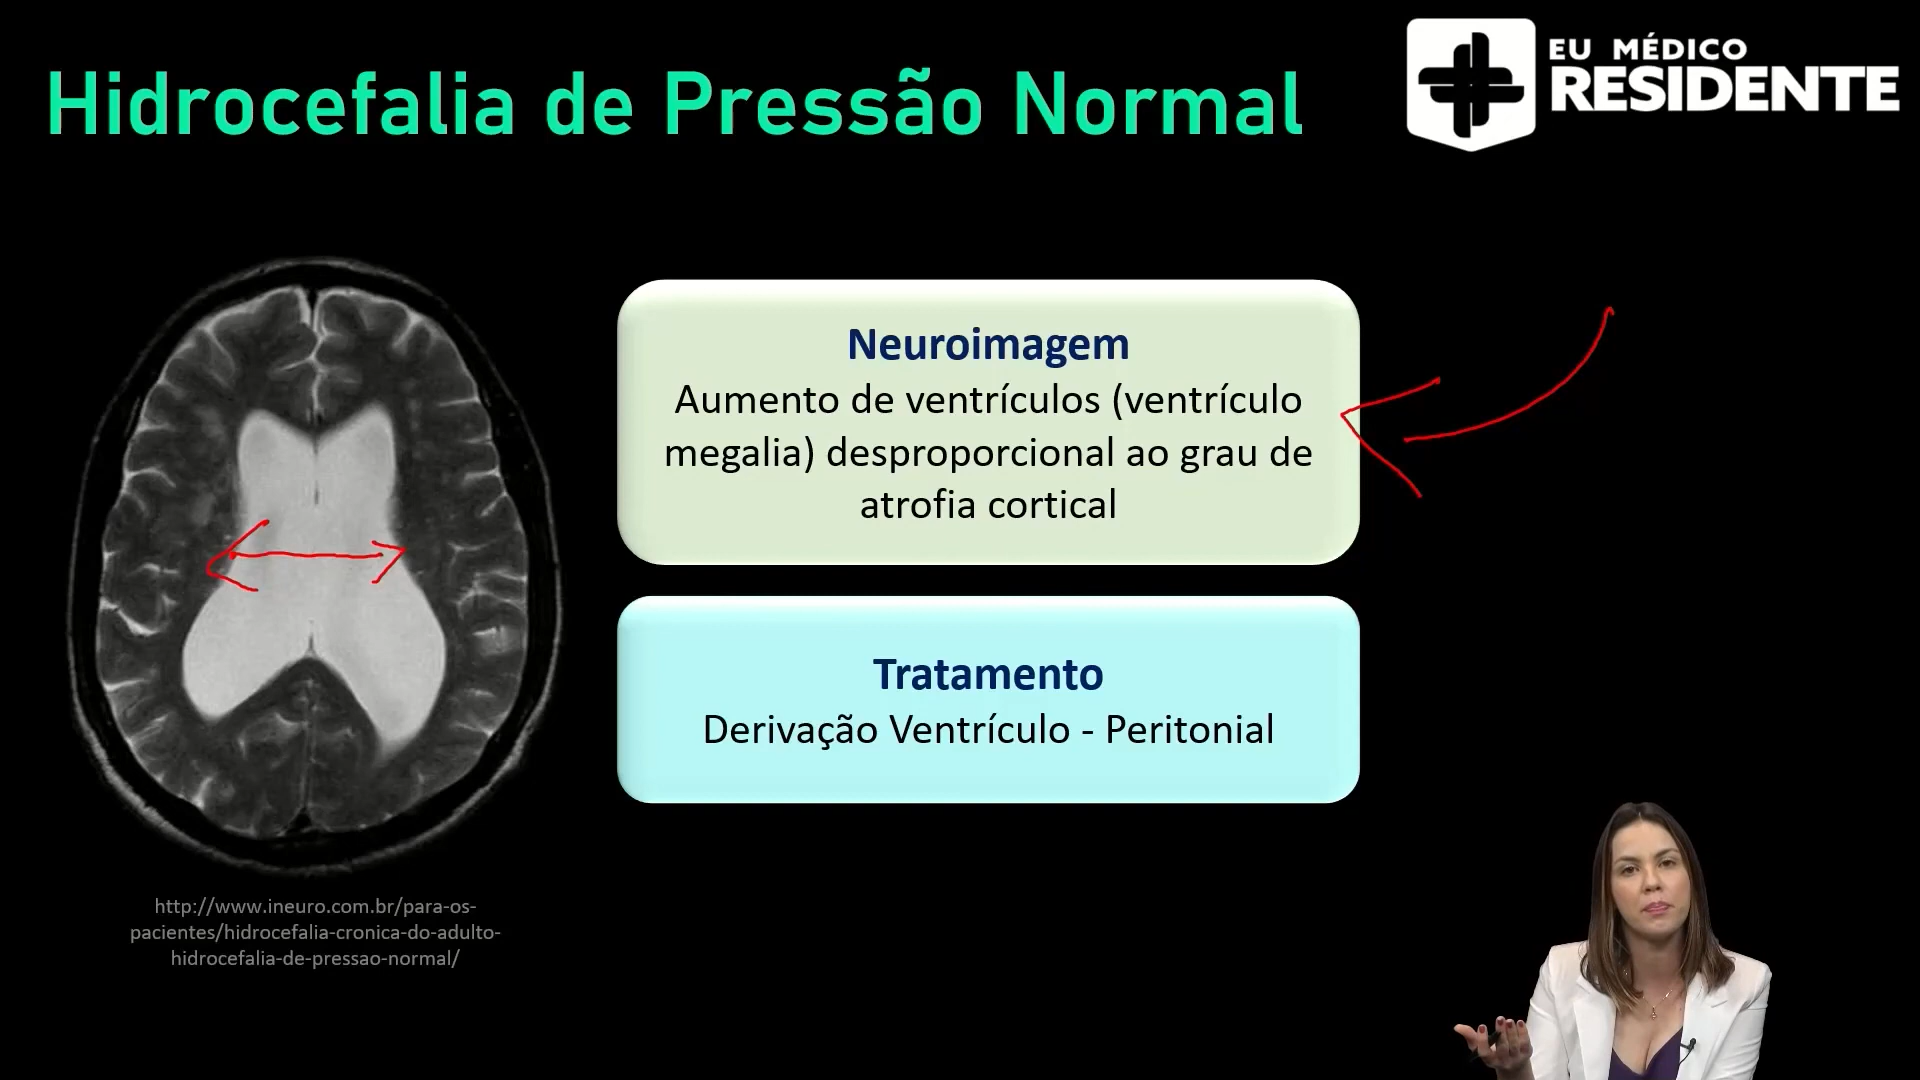 Hidrocefalia de Pressão Normal
EU MÉDICO
RESIDENTE
Neuroimagem
Aumento de ventrículos (ventrículo
megalia) desproporcional ao grau de
atrofia cortical
Tratamento
Derivação Ventrículo - Peritonial
http://www.ineuro.com.br/para-os-
pacientes/hidrocefalia-cronica-do-adulto-
hidrocefalia-de-pressao-normal/